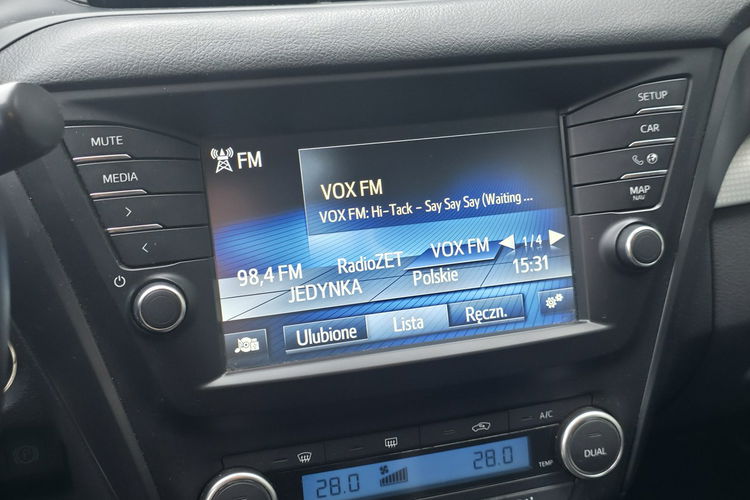 MUTE
MEDIA
SETUP
CAR
MAP
NAV
FM
VOX FM
VOX FM: Hi-Tack - Say Say Say (Waiting ...
98,4 FM RadioZET VOX FM 1/4
JEDYNKA Polskie 15:31
Ulubione Lista Ręczn.
A/C
28.0 28.0 TEMP DUAL